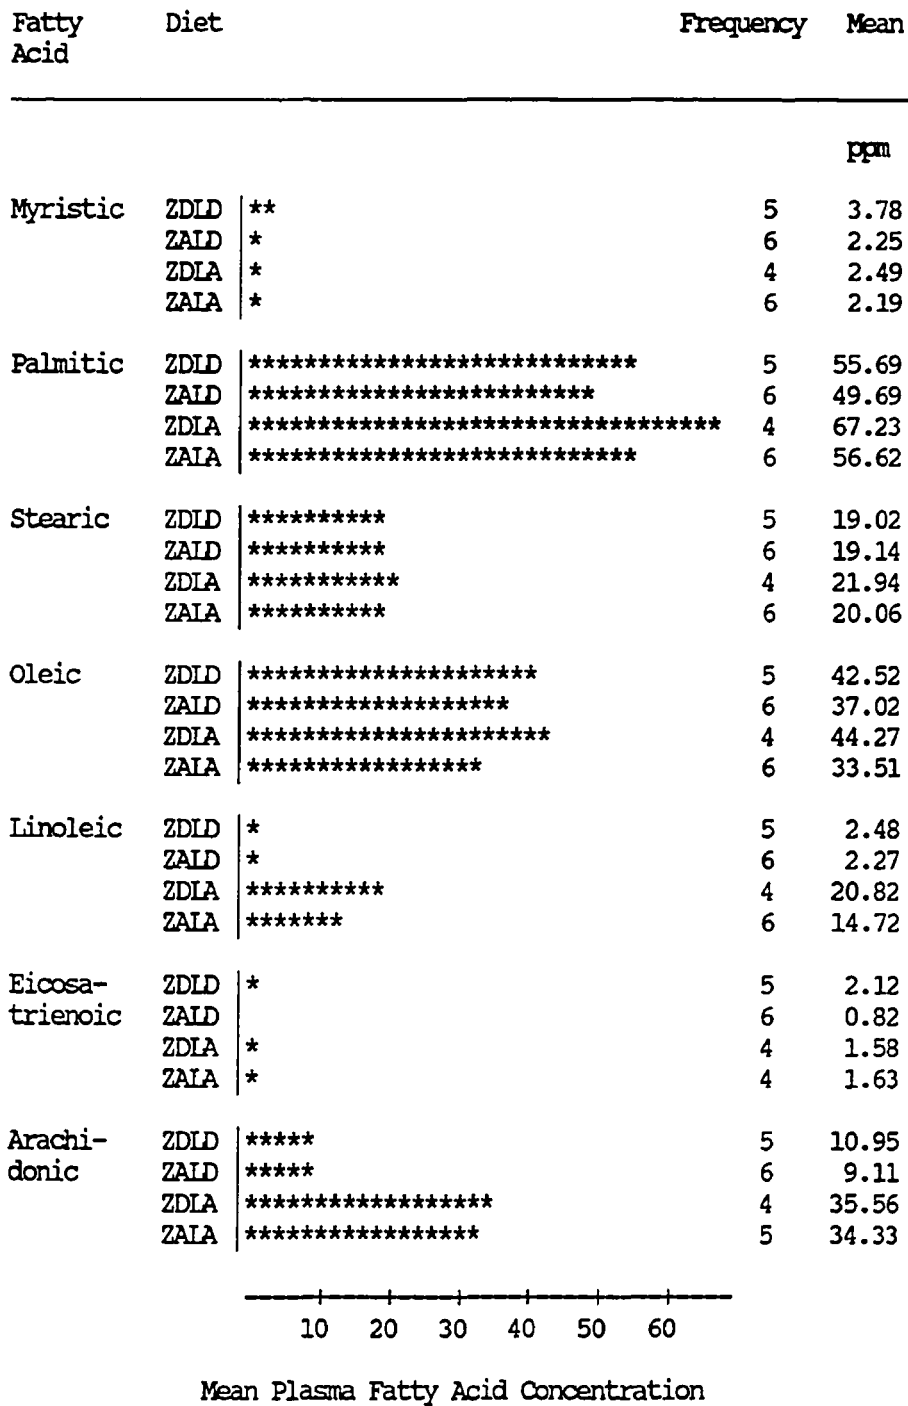 Fatty Diet Frequency Mean
Acid
ppm
Myristic ZDLD |** 5 3.78
ZALD |* 6 2.25
ZDLA |* 4 2.49
ZALA |* 6 2.19
Palmitic ZDLD |**************************** 5 55.69
ZALD |************************* 6 49.69
ZDLA |********************************** 4 67.23
ZALA |**************************** 6 56.62
Stearic ZDLD |********** 5 19.02
ZALD |********** 6 19.14
ZDLA |*********** 4 21.94
ZALA |********** 6 20.06
Oleic ZDLD |********************* 5 42.52
ZALD |******************* 6 37.02
ZDLA |********************** 4 44.27
ZALA |***************** 6 33.51
Linoleic ZDLD |* 5 2.48
ZALD |* 6 2.27
ZDLA |********** 4 20.82
ZALA |******* 6 14.72
Eicosa- ZDLD |* 5 2.12
trienoic ZALD | 6 0.82
ZDLA |* 4 1.58
ZALA |* 4 1.63
Arachi- ZDLD |***** 5 10.95
donic ZALD |***** 6 9.11
ZDLA |****************** 4 35.56
ZALA |***************** 5 34.33
10 20 30 40 50 60
Mean Plasma Fatty Acid Concentration